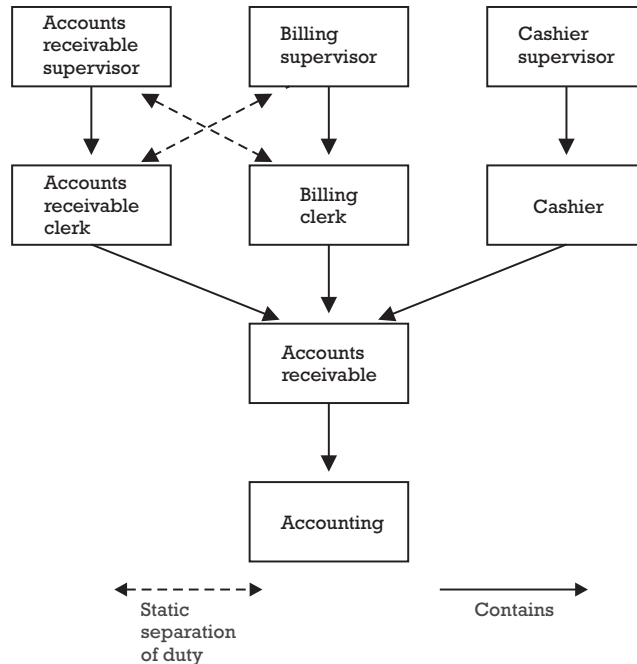 Accounts
receivable
supervisor
Billing
supervisor
Cashier
supervisor
Accounts
receivable
clerk
Billing
clerk
Cashier
Accounts
receivable
Accounting
Static
separation
of duty
Contains